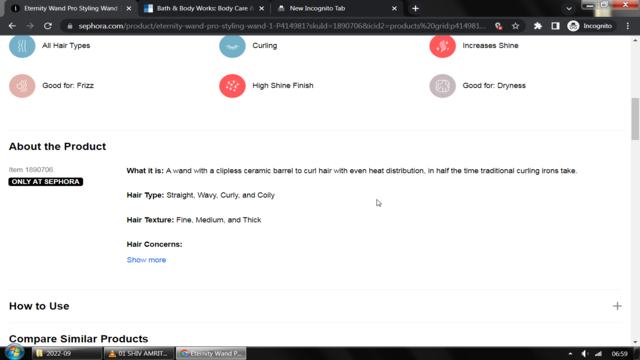 Eternity Wand Pro Styling Wand
Bath & Body Works: Body Care &
New Incognito Tab
sephora.com/product/eternity-wand-pro-styling-wand-1-P414981?skuId=1890706&icid2=products%20grid:p41498...
Incognito
All Hair Types
Curling
Increases Shine
Good for: Frizz
High Shine Finish
Good for: Dryness
About the Product
Item 1890706
ONLY AT SEPHORA
What it is: A wand with a clipless ceramic barrel to curl hair with even heat distribution, in half the time traditional curling irons take.
Hair Type: Straight, Wavy, Curly, and Coily
Hair Texture: Fine, Medium, and Thick
Hair Concerns:
Show more
How to Use
Compare Similar Products
2022-09
01 SHIV AMRIT...
Eternity Wand P...
06:59